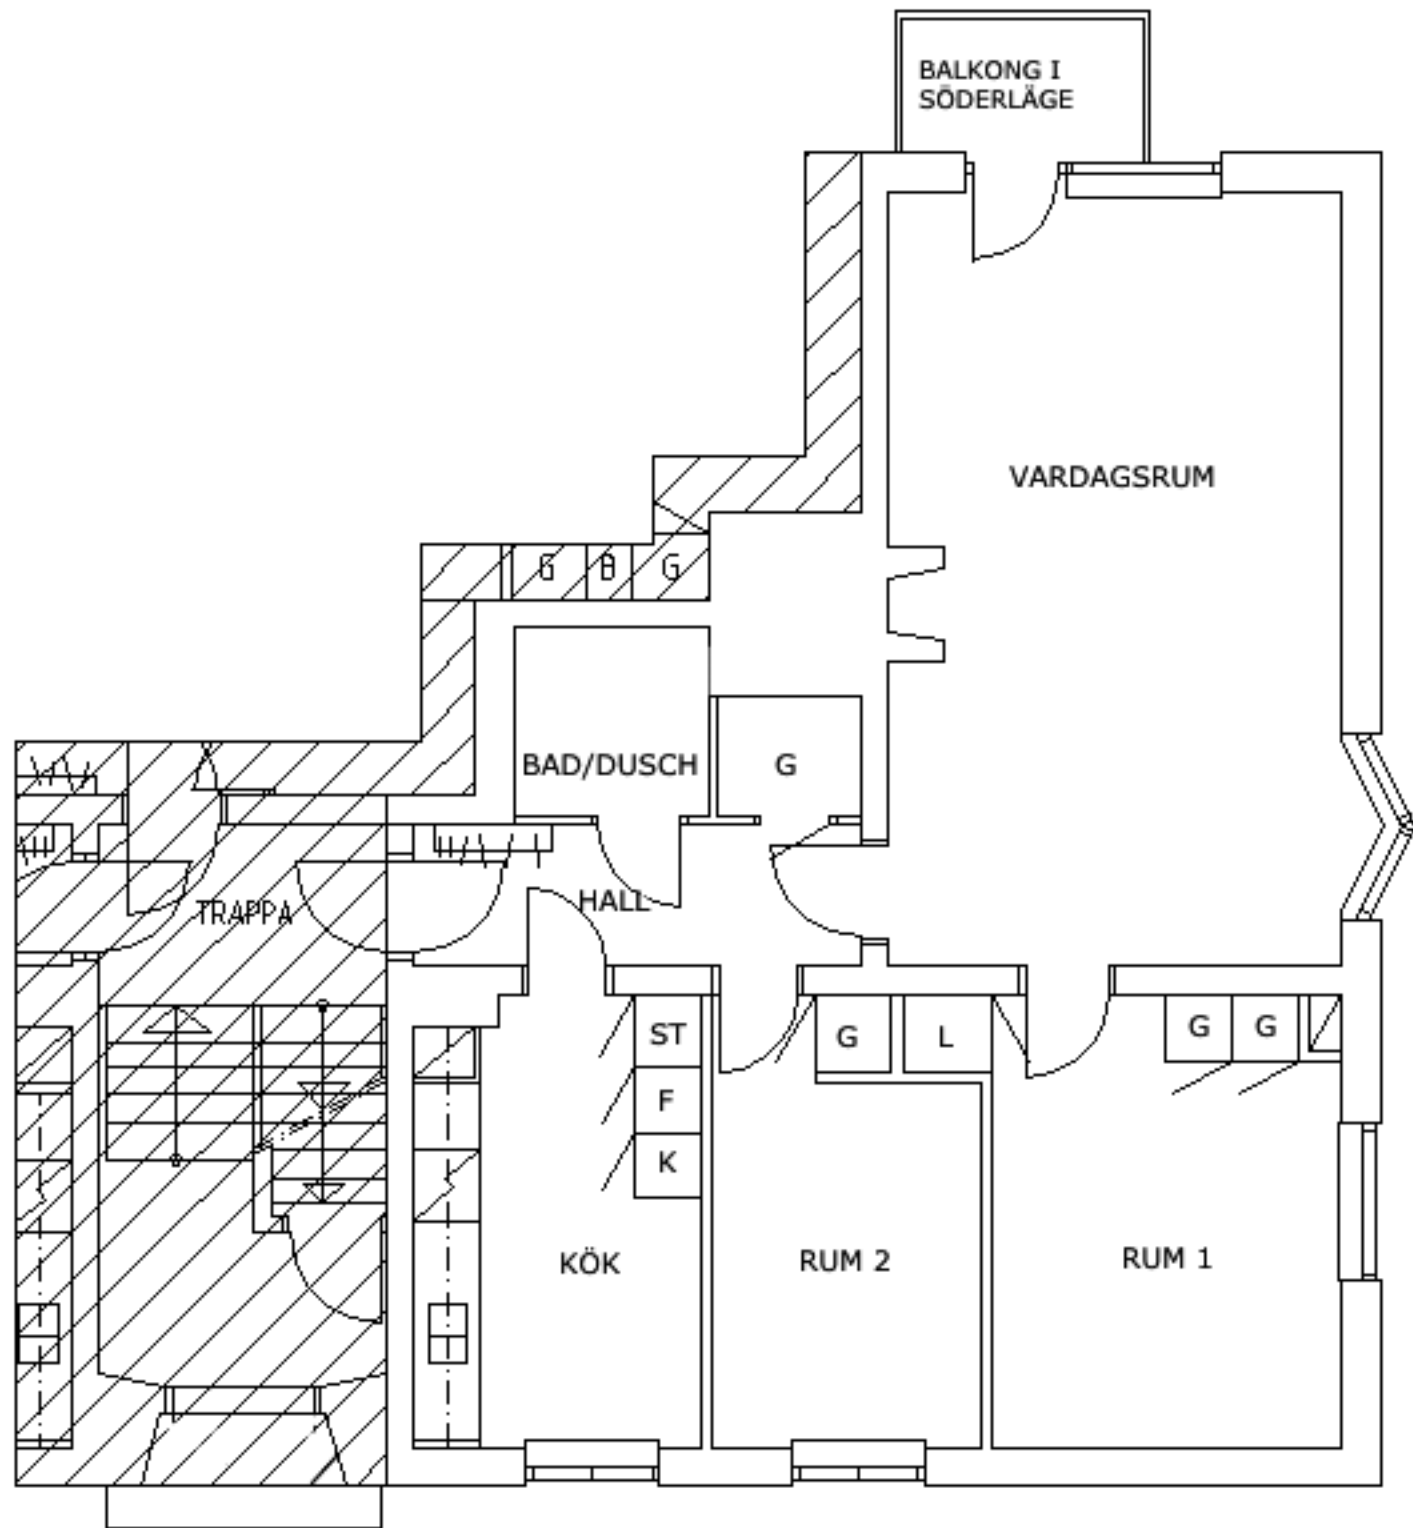 BALKONG I
SÖDERLÄGE
VARDAGSRUM
G
G
BAD/DUSCH
G
HALL
TRAPPA
ST
G
L
G
G
F
K
KÖK
RUM 2
RUM 1